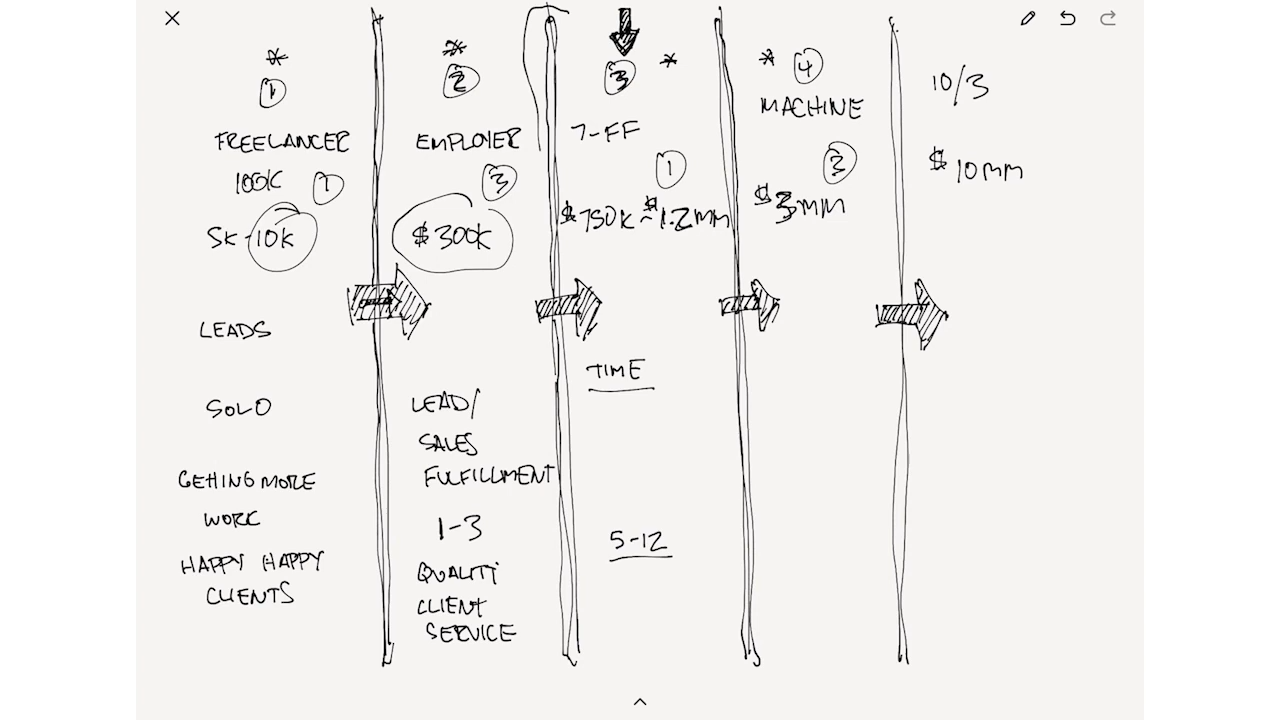 1
FREELANCER
100K 1
5K-10K
LEADS
SOLO
GETTING MORE
WORK
HAPPY HAPPY
CLIENTS
2
EMPLOYER
3
$300K
LEAD/
SALES
FULFILLMENT
1-3
QUALITY
CLIENT
SERVICE
3
7-FF
1
$750K ~ $1.2MM
TIME
5-12
4
MACHINE
3
$3MM
10/3
$10MM